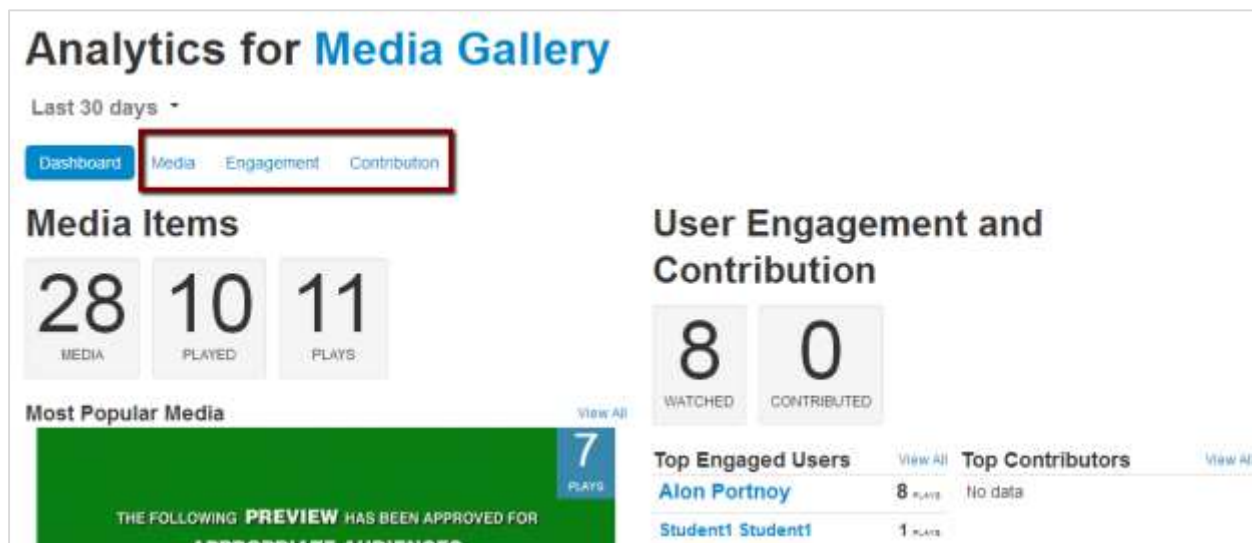 Analytics for Media Gallery
Last 30 days
Dashboard Media Engagement Contribution
Media Items
28 10 11
MEDIA PLAYED PLAYS
Most Popular Media View All
7
PLAYS
THE FOLLOWING PREVIEW HAS BEEN APPROVED FOR
APPROPRIATE AUDIENCES
User Engagement and
Contribution
8 0
WATCHED CONTRIBUTED
Top Engaged Users View All Top Contributors View All
Alon Portnoy 8 PLAYS No data
Student1 Student1 1 PLAYS